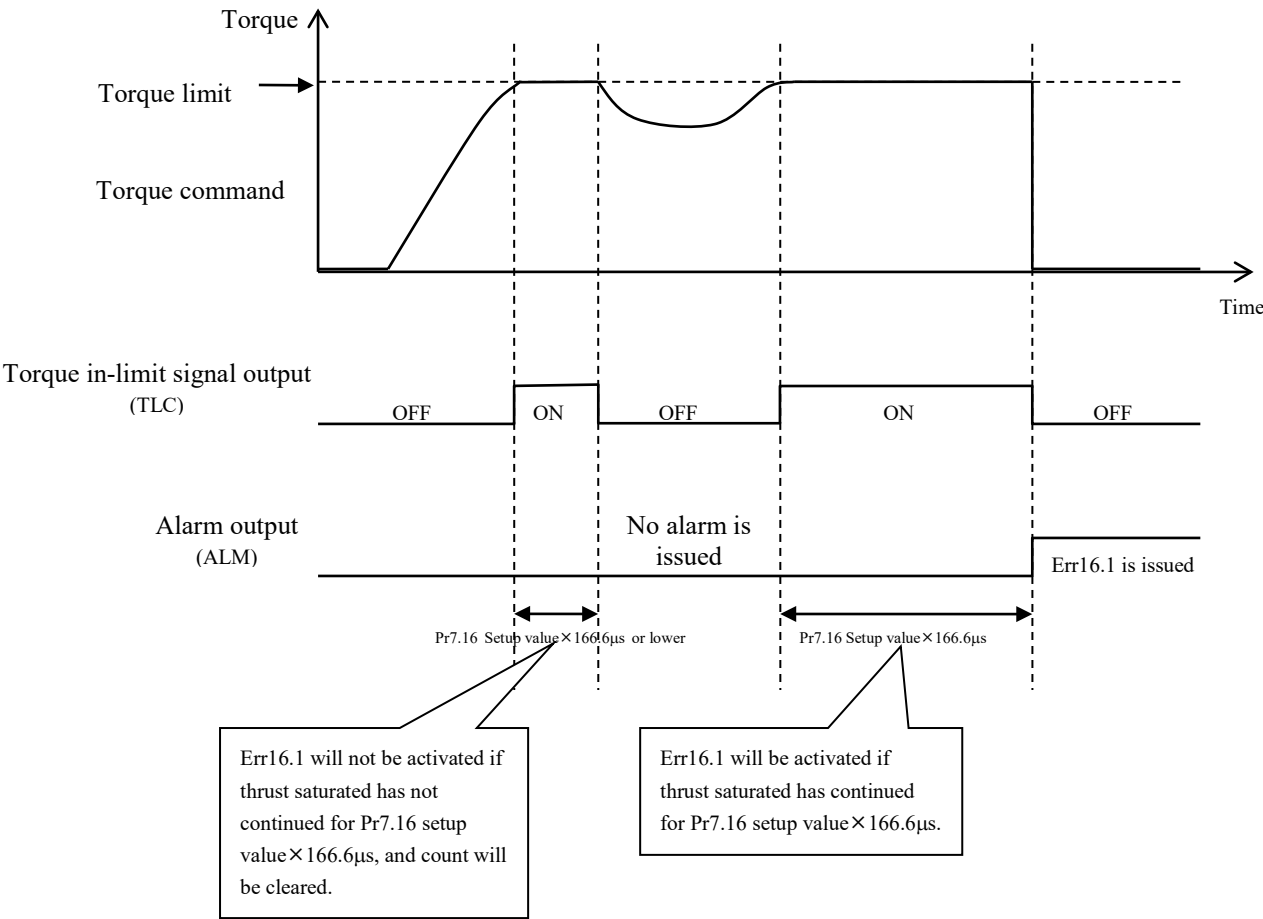 Torque
Torque limit
Torque command
Time
Torque in-limit signal output
(TLC)
OFF
ON
OFF
ON
OFF
Alarm output
(ALM)
No alarm is
issued
Err16.1 is issued
Pr7.16 Setup value×166.6μs or lower
Pr7.16 Setup value×166.6μs
Err16.1 will not be activated if
thrust saturated has not
continued for Pr7.16 setup
value×166.6μs, and count will
be cleared.
Err16.1 will be activated if
thrust saturated has continued
for Pr7.16 setup value×166.6μs.